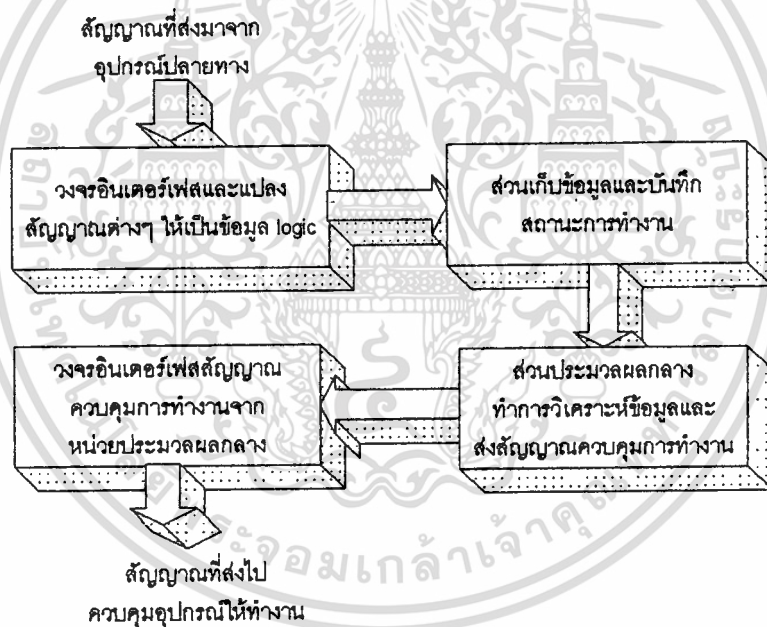 สัญญาณที่ส่งมาจาก
อุปกรณ์ปลายทาง
วงจรอินเตอร์เฟสและแปลง
สัญญาณต่างๆ ให้เป็นข้อมูล logic
ส่วนเก็บข้อมูลและบันทึก
สถานะการทำงาน
วงจรอินเตอร์เฟสสัญญาณ
ควบคุมการทำงานจาก
หน่วยประมวลผลกลาง
ส่วนประมวลผลกลาง
ทำการวิเคราะห์ข้อมูลและ
ส่งสัญญาณควบคุมการทำงาน
สัญญาณที่ส่งไป
ควบคุมอุปกรณ์ให้ทำงาน